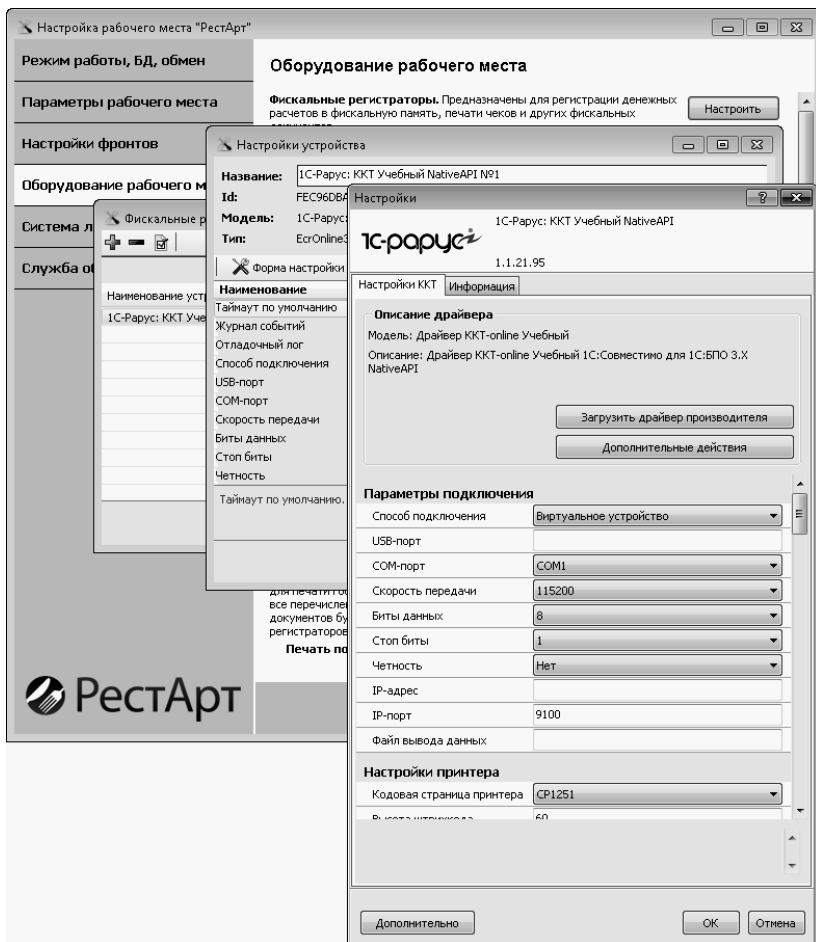 Настройка рабочего места "РестАрт"
Режим работы, БД, обмен
Параметры рабочего места
Настройки фронтов
Оборудование рабочего м
Система л
Служба
РестАрт
Оборудование рабочего места
Фискальные регистраторы. Предназначены для регистрации денежных
расчетов в фискальную память, печати чеков и других фискальных
Настроить
все перечисле
документов бу
регистраторов
Печать по
Фискальные р
Наименование уст
1С-Рарус: ККТ Уче
Настройки устройства
Название: 1С-Рарус: ККТ Учебный NativeAPI №1
Id: FEC96DBA
Модель: 1С-Рарус:
Тип: EcrOnline3
Форма настройки
Наименование
Таймаут по умолчанию
Журнал событий
Отладочный лог
Способ подключения
USB-порт
COM-порт
Скорость передачи
Биты данных
Стоп биты
Четность
Таймаут по умолчанию.
Настройки
1С-рарус
1С-Рарус: ККТ Учебный NativeAPI
1.1.21.95
Настройки ККТ
Информация
Описание драйвера
Модель: Драйвер ККТ-online Учебный
Описание: Драйвер ККТ-online Учебный 1С:Совместимо для 1С:БПО 3.X
NativeAPI
Загрузить драйвер производителя
Дополнительные действия
Параметры подключения
Способ подключения Виртуальное устройство
USB-порт
COM-порт COM1
Скорость передачи 115200
Биты данных 8
Стоп биты 1
Четность Нет
IP-адрес
IP-порт 9100
Файл вывода данных
Настройки принтера
Кодовая страница принтера CP1251
Высота штрихкода 60
Дополнительно
ОК
Отмена